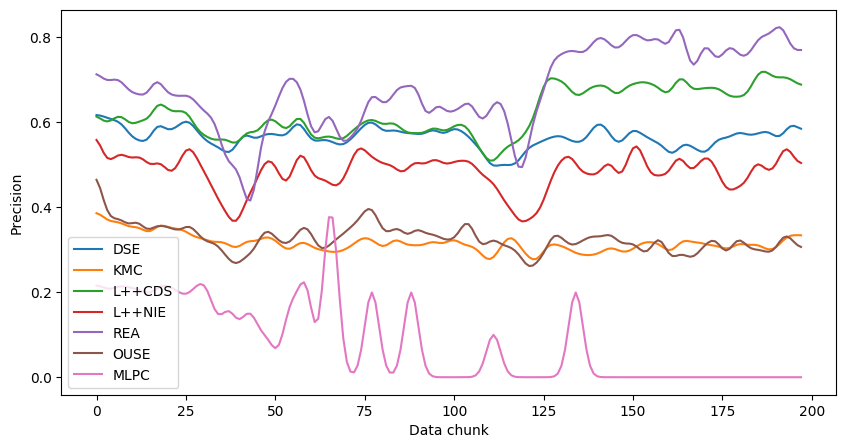 0.8
0.6
0.4
0.2
0.0
Precision
DSE
KMC
L++CDS
L++NIE
REA
OUSE
MLPC
0 25 50 75 100 125 150 175 200
Data chunk